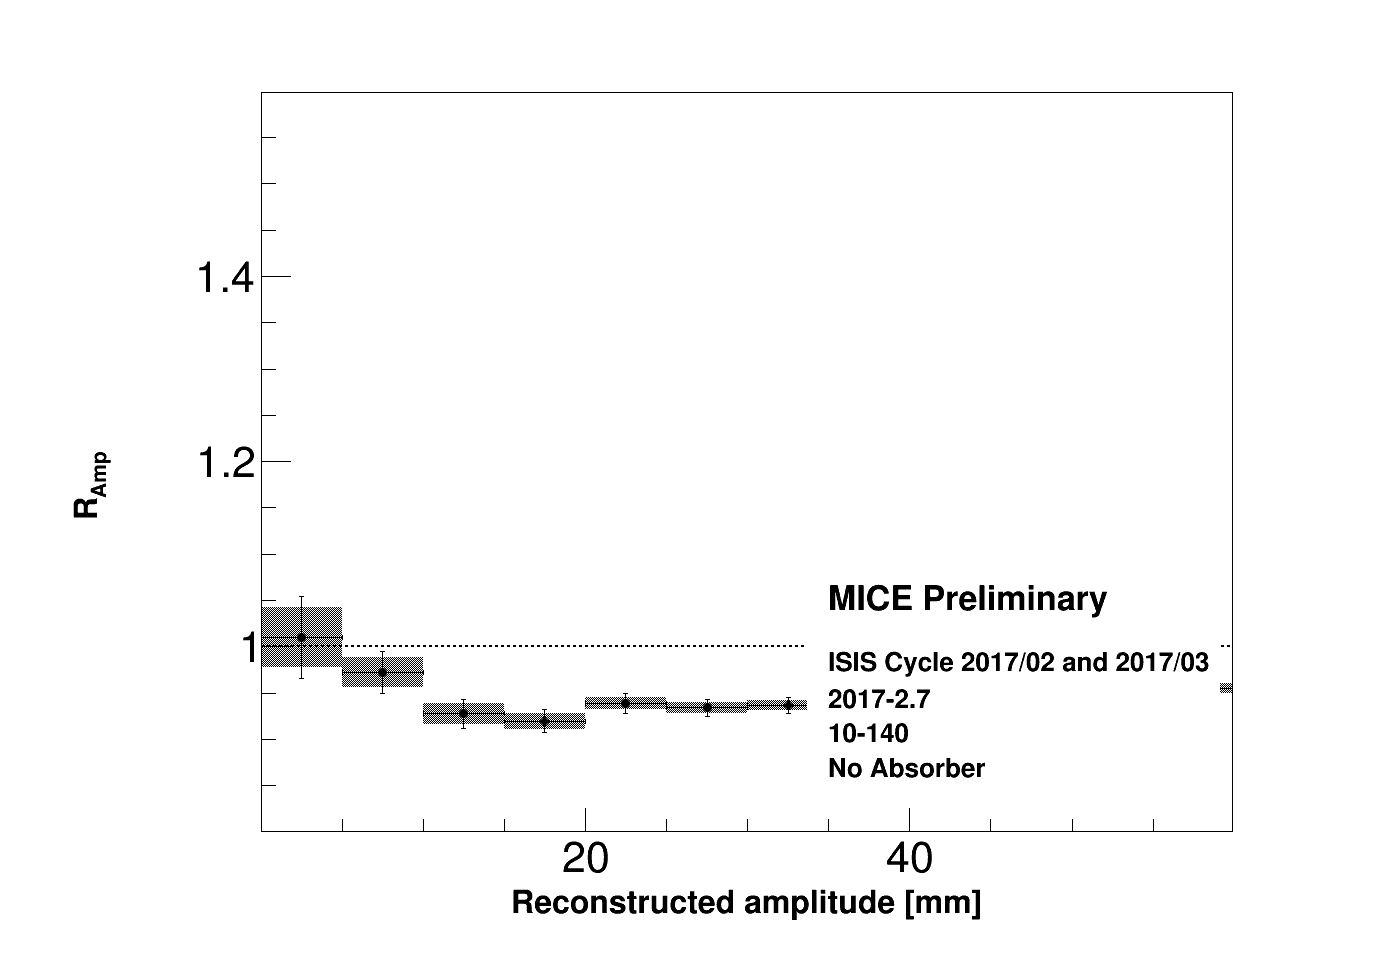 1.4
1.2
R_Amp
1
MICE Preliminary
ISIS Cycle 2017/02 and 2017/03
2017-2.7
10-140
No Absorber
20 40
Reconstructed amplitude [mm]